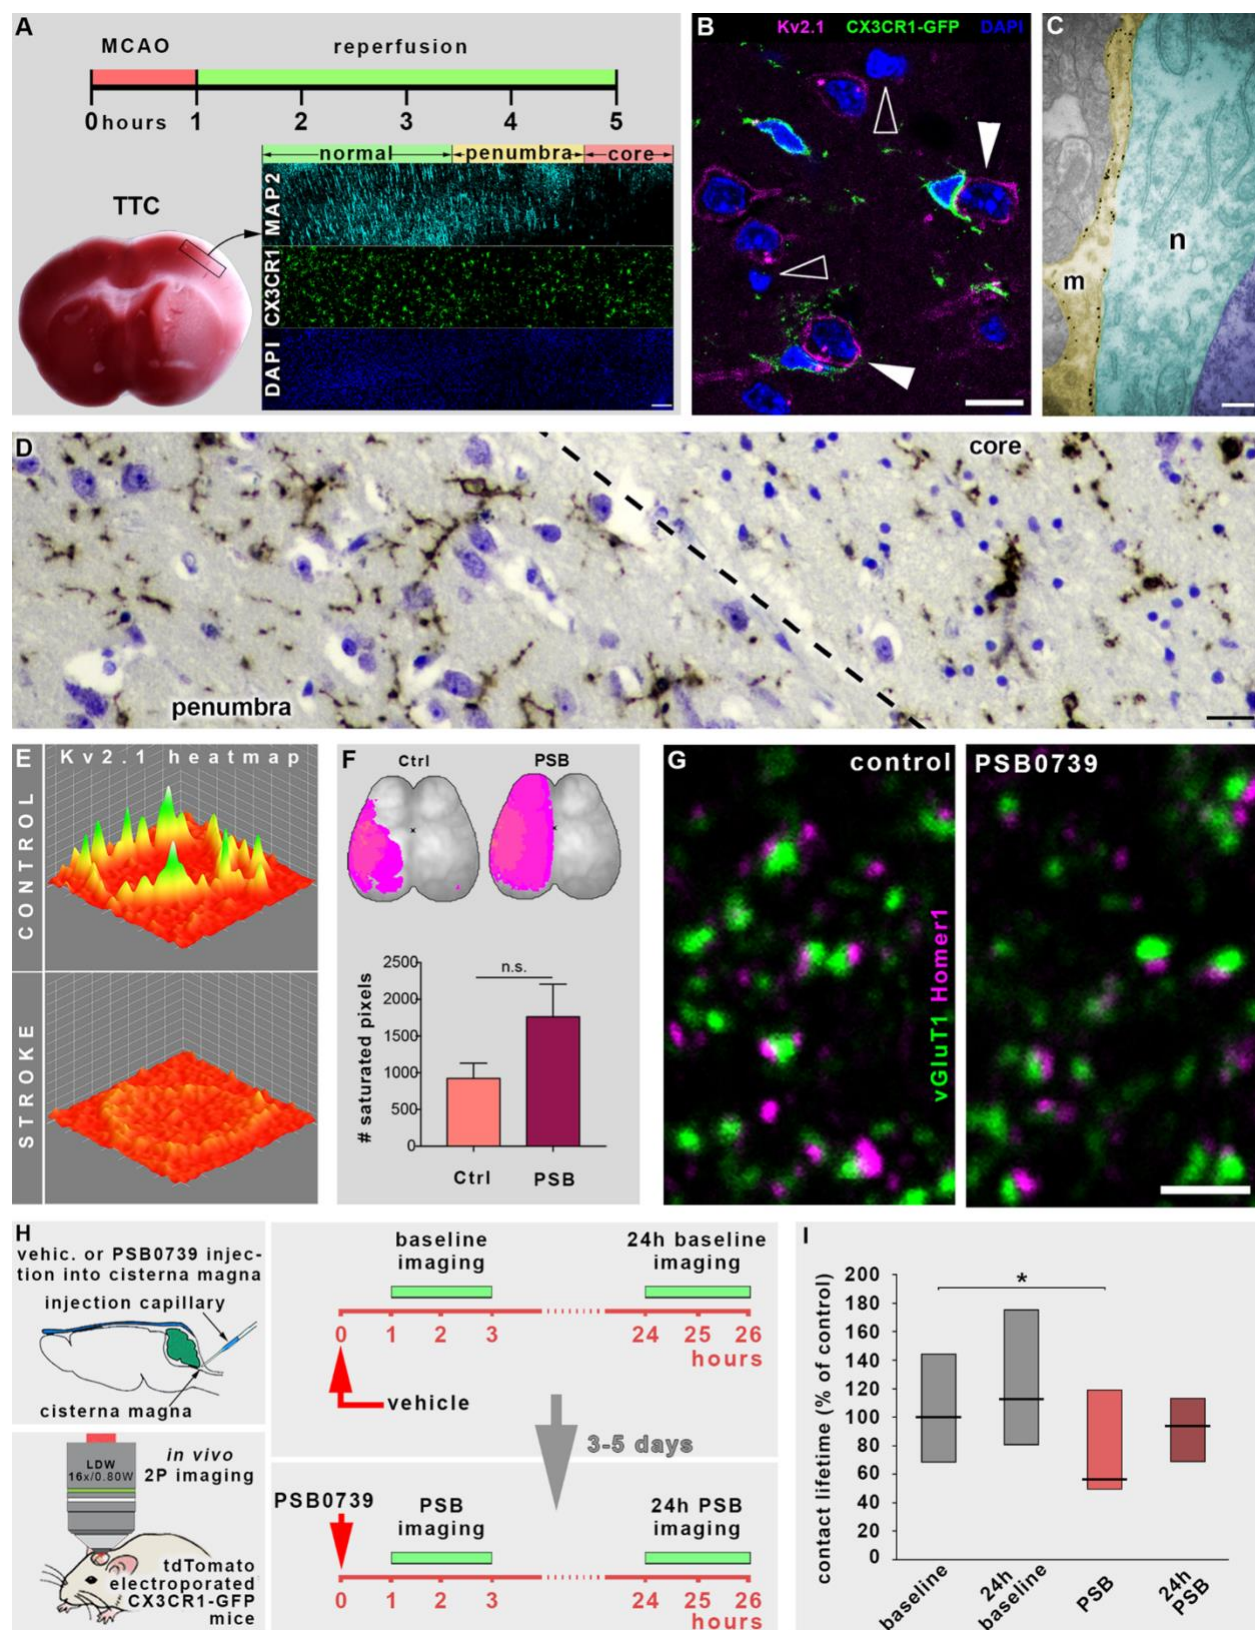 A
MCAO
reperfusion
0 hours 1 2 3 4 5
normal penumbra core
TTC
MAP2
CX3CR1
DAPI
B
Kv2.1 CX3CR1-GFP DAPI
C
m
n
D
core
penumbra
E
Kv2.1 heatmap
CONTROL
STROKE
F
Ctrl PSB
n.s.
# saturated pixels
2500
2000
1500
1000
500
0
Ctrl PSB
G
control
PSB0739
vGluT1 Homer1
H
vehic. or PSB0739 injec-
tion into cisterna magna
injection capillary
cisterna magna
LDW
16x/0.80W
in vivo
2P imaging
tdTomato
electroporated
CX3CR1-GFP
mice
baseline
imaging
24h baseline
imaging
0 1 2 3 24 25 26
hours
vehicle
3-5 days
PSB0739
PSB
imaging
24h PSB
imaging
0 1 2 3 24 25 26
hours
I
contact lifetime (% of control)
200
180
160
140
120
100
80
60
40
20
0
*
baseline
24h
baseline
PSB
24h
PSB